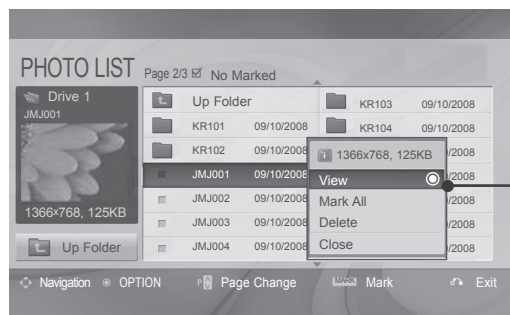 PHOTO LIST Page 2/3 No Marked
Drive 1
JMJ001
1366x768, 125KB
Up Folder
Up Folder
KR101 09/10/2008
KR102 09/10/2008
JMJ001 09/10/2008
JMJ002 09/10/2008
JMJ003 09/10/2008
JMJ004 09/10/2008
KR103 09/10/2008
KR104 09/10/2008
/2008
/2008
/2008
/2008
/2008
1366x768, 125KB
View
Mark All
Delete
Close
Navigation OPTION P Page Change MARK Mark Exit